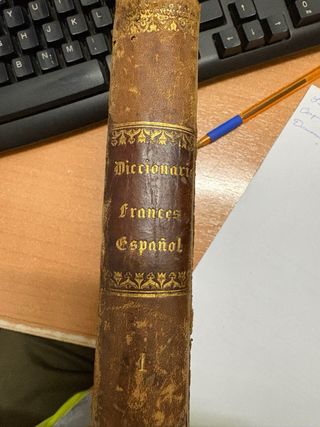 Diccionari
Frances
Español.
1